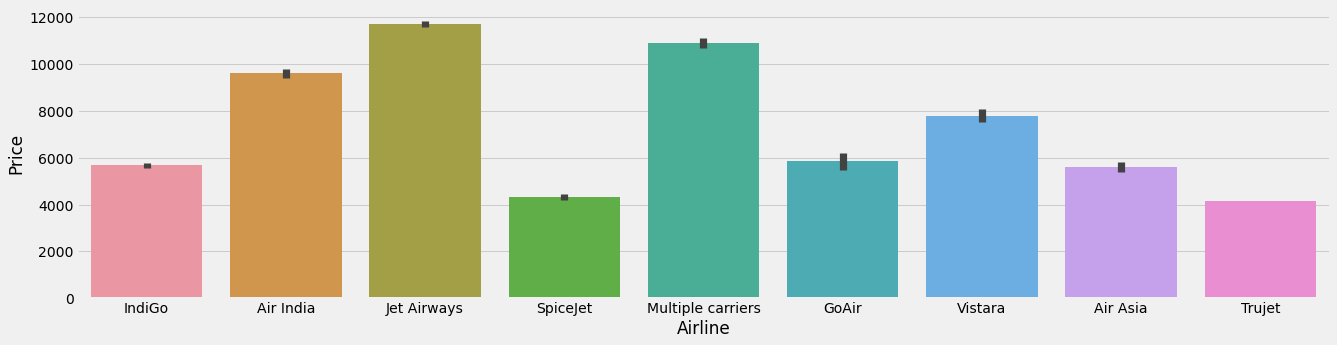 12000
10000
8000
6000
4000
2000
0
Price
IndiGo Air India Jet Airways SpiceJet Multiple carriers GoAir Vistara Air Asia Trujet
Airline